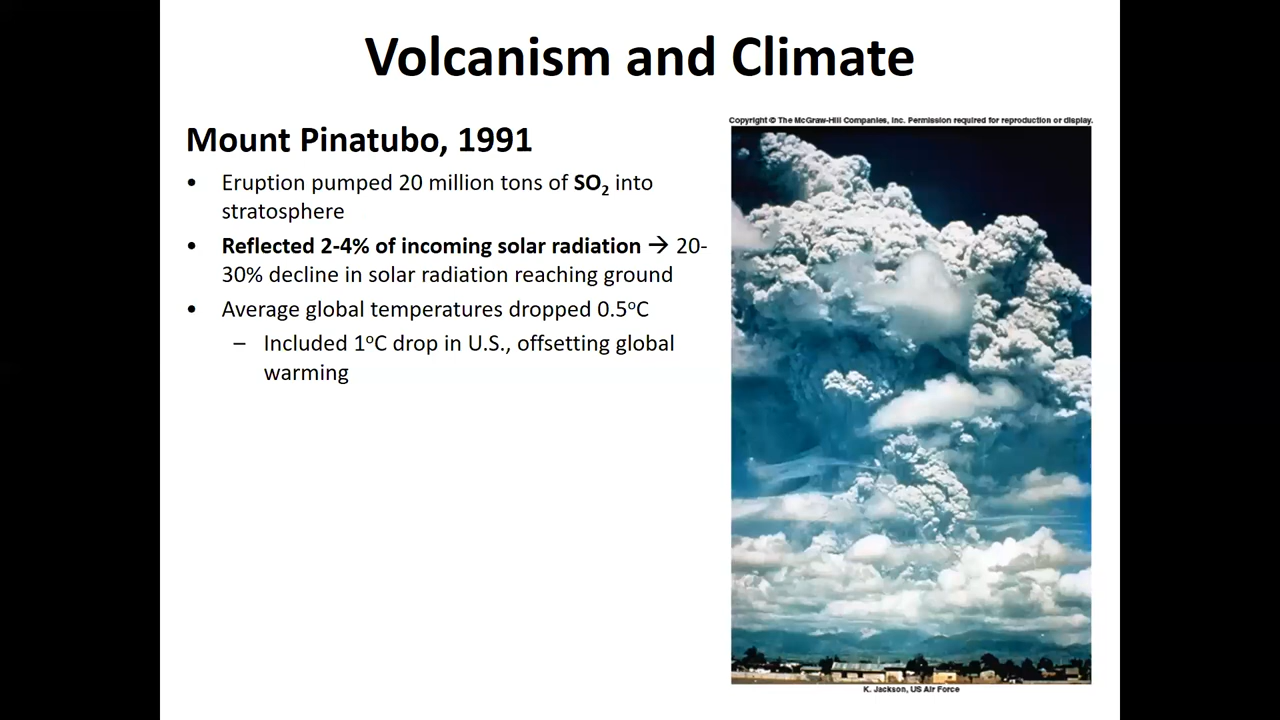 Volcanism and Climate
Mount Pinatubo, 1991
Copyright © The McGraw-Hill Companies, Inc. Permission required for reproduction or display.
• Eruption pumped 20 million tons of SO₂ into
stratosphere
• Reflected 2-4% of incoming solar radiation → 20-
30% decline in solar radiation reaching ground
• Average global temperatures dropped 0.5ᵒC
– Included 1ᵒC drop in U.S., offsetting global
warming
K. Jackson, US Air Force